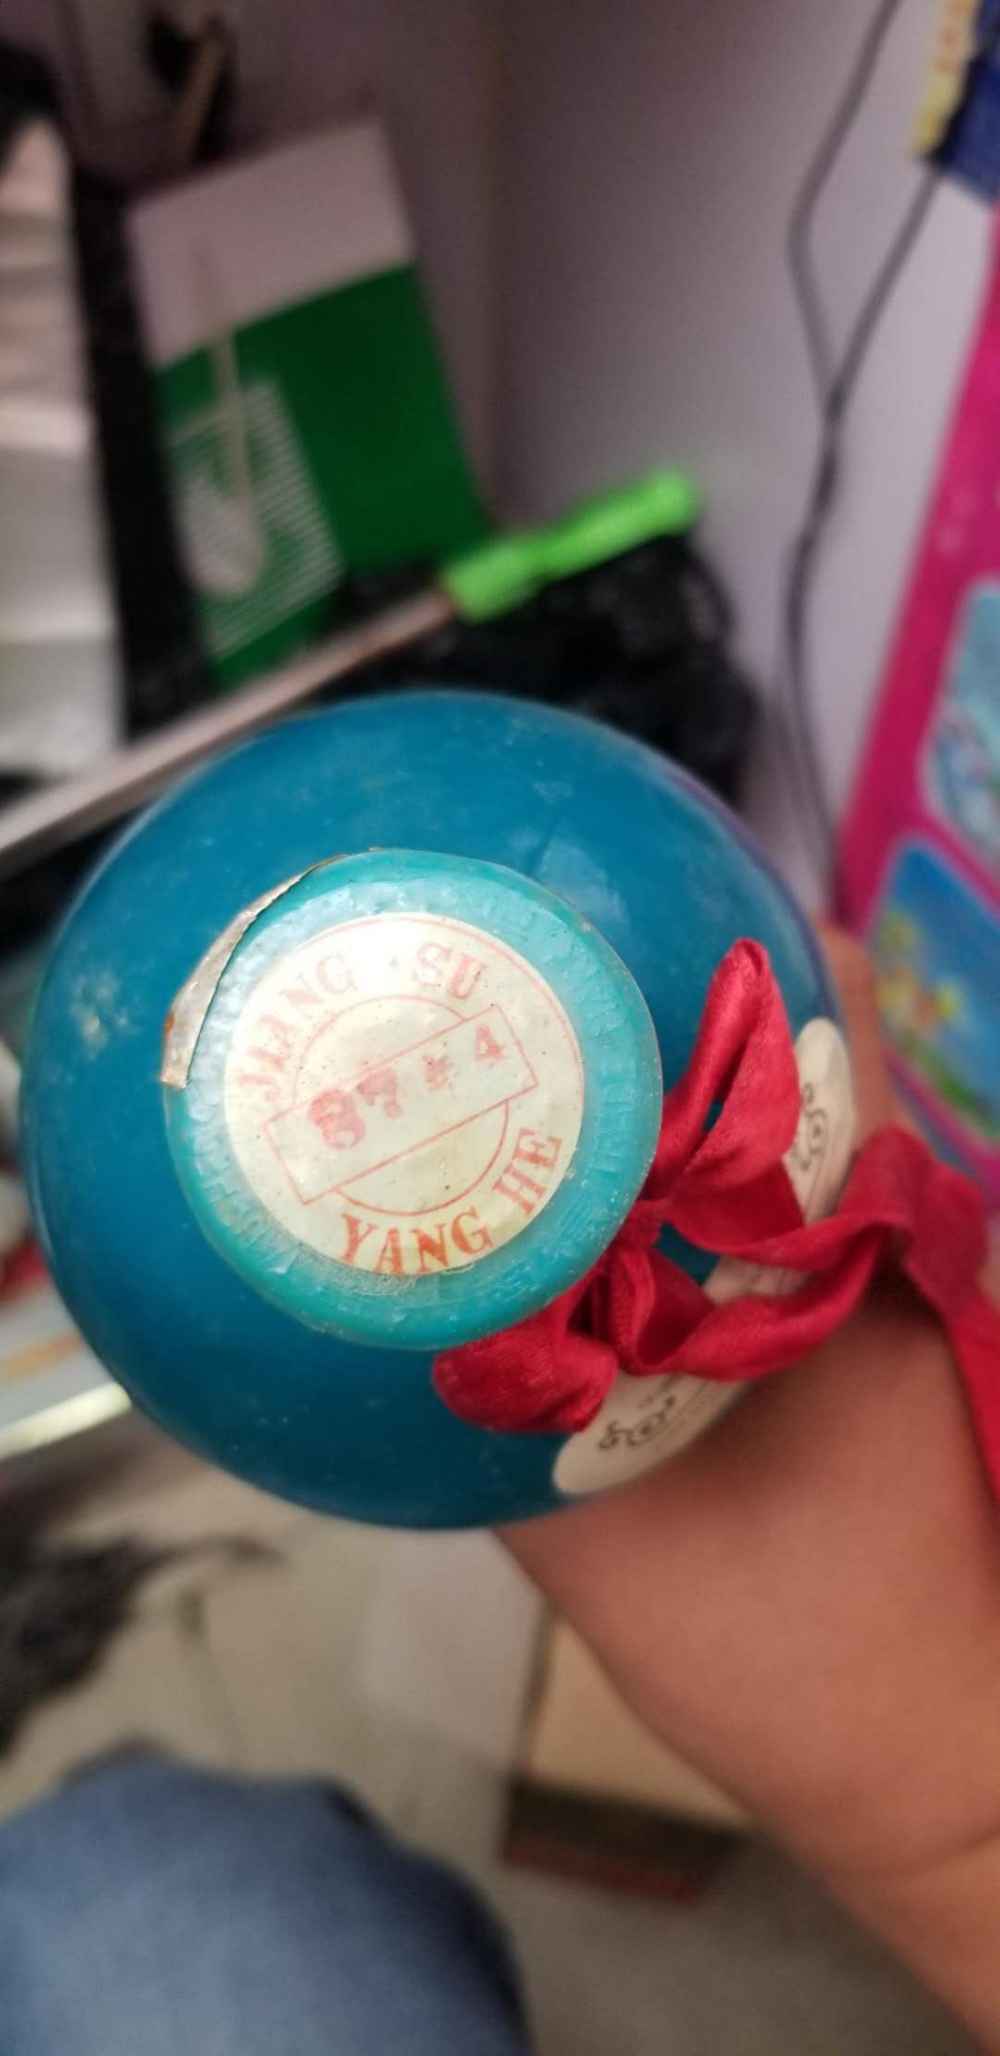 JIANG SU
87 4
YANG HE